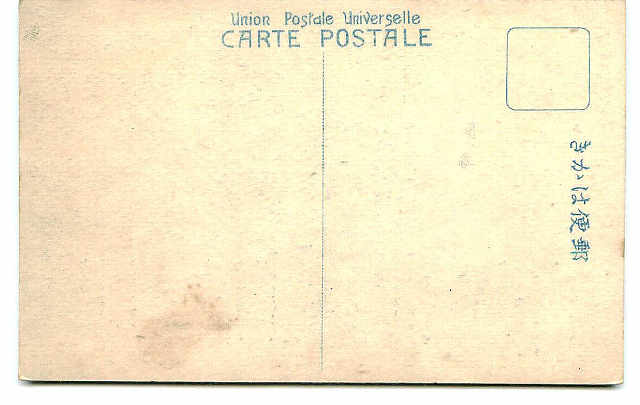 Union Postale Universelle
CARTE POSTALE
きかは便郵